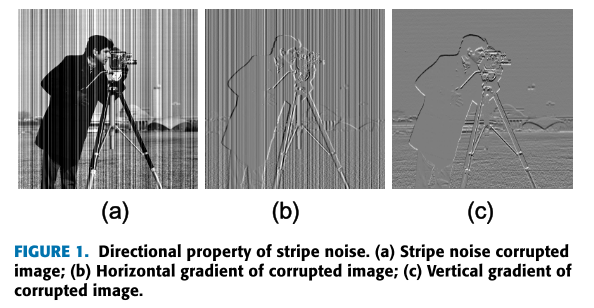 (a) (b) (c)
FIGURE 1. Directional property of stripe noise. (a) Stripe noise corrupted
image; (b) Horizontal gradient of corrupted image; (c) Vertical gradient of
corrupted image.